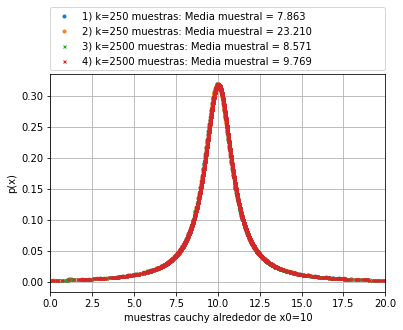 1) k=250 muestras: Media muestral = 7.863
2) k=250 muestras: Media muestral = 23.210
3) k=2500 muestras: Media muestral = 8.571
4) k=2500 muestras: Media muestral = 9.769
p(x)
0.30
0.25
0.20
0.15
0.10
0.05
0.00
0.0 2.5 5.0 7.5 10.0 12.5 15.0 17.5 20.0
muestras cauchy alrededor de x0=10